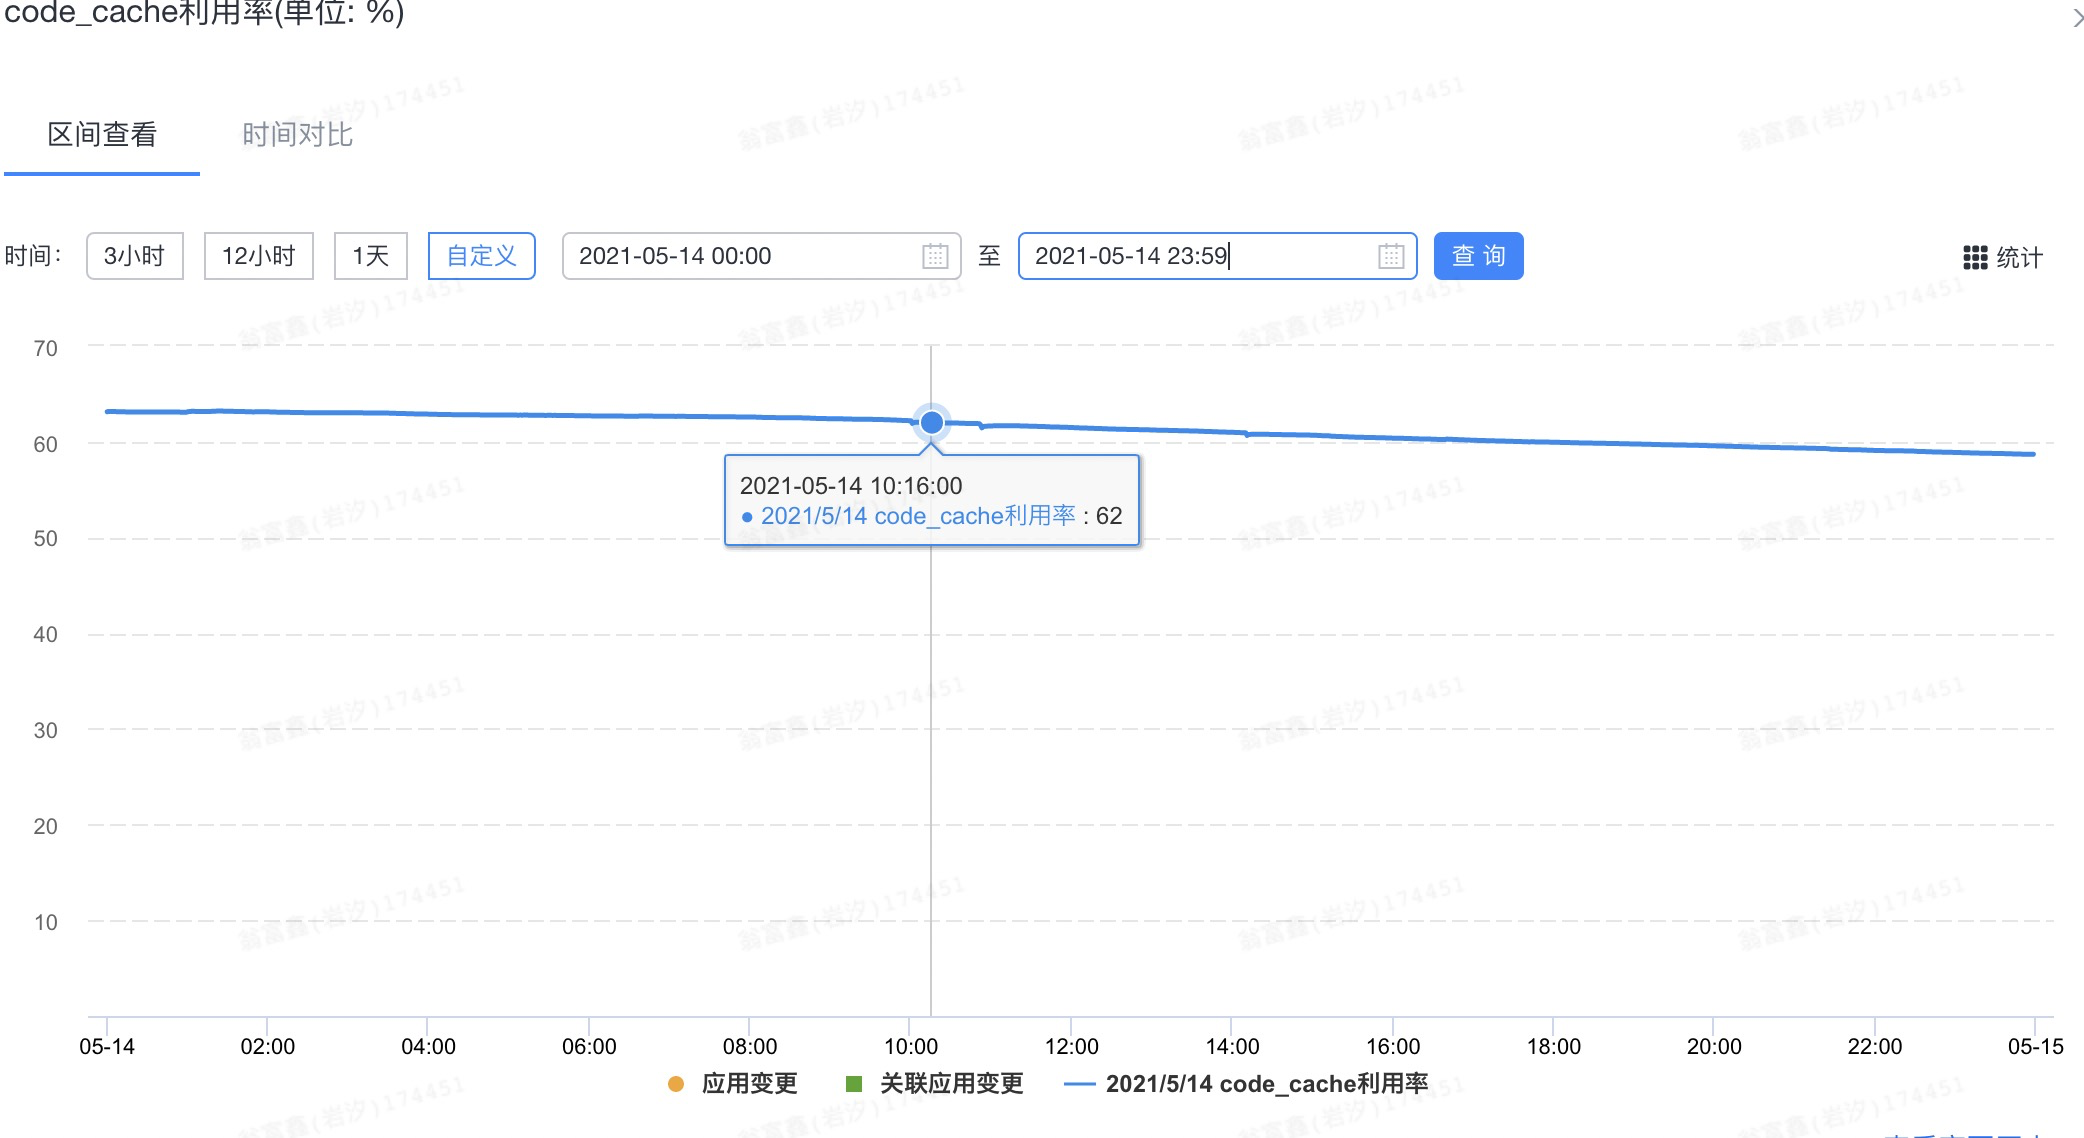 code_cache利用率(单位: %)
区间查看 时间对比
时间: 3小时 12小时 1天 自定义 2021-05-14 00:00 至 2021-05-14 23:59 查 询 统计
70
60
2021-05-14 10:16:00
2021/5/14 code_cache利用率 : 62
50
40
30
20
10
05-14 02:00 04:00 06:00 08:00 10:00 12:00 14:00 16:00 18:00 20:00 22:00 05-15
应用变更 关联应用变更 2021/5/14 code_cache利用率
翁富鑫(岩汐)174451